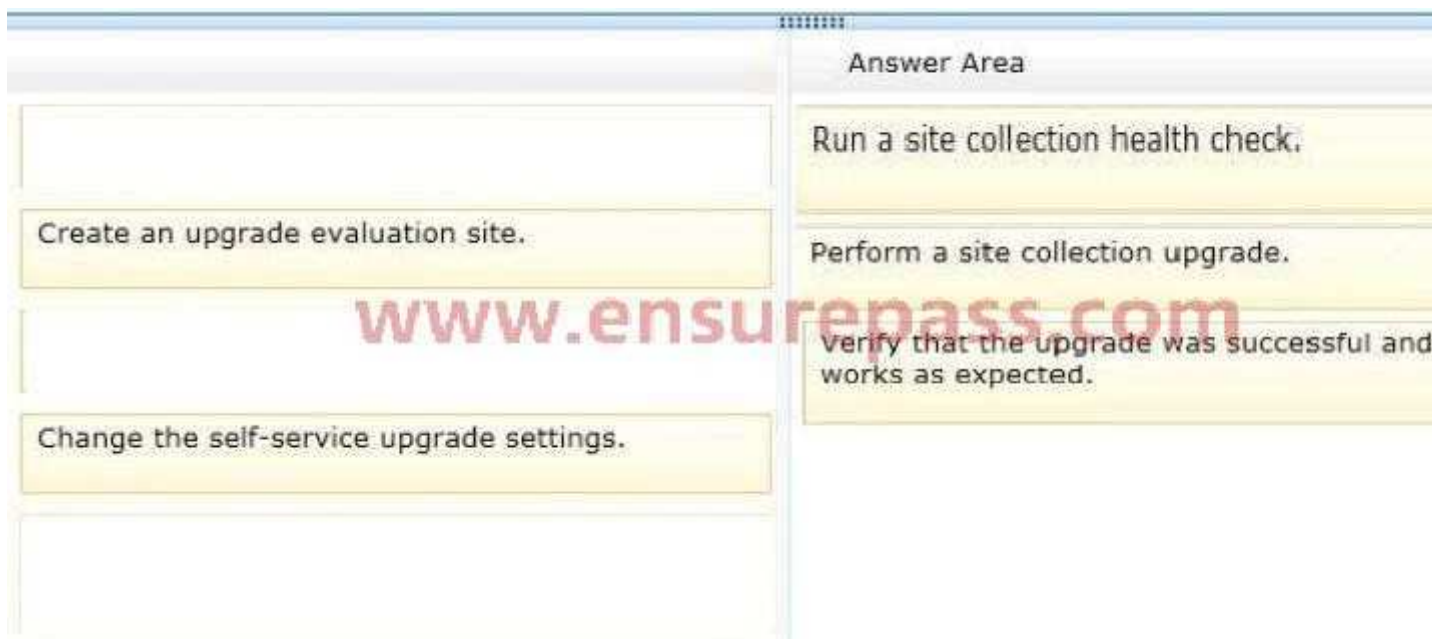 Answer Area
Run a site collection health check.
Create an upgrade evaluation site.
Perform a site collection upgrade.
www.ensurepass.com
Verify that the upgrade was successful and
works as expected.
Change the self-service upgrade settings.